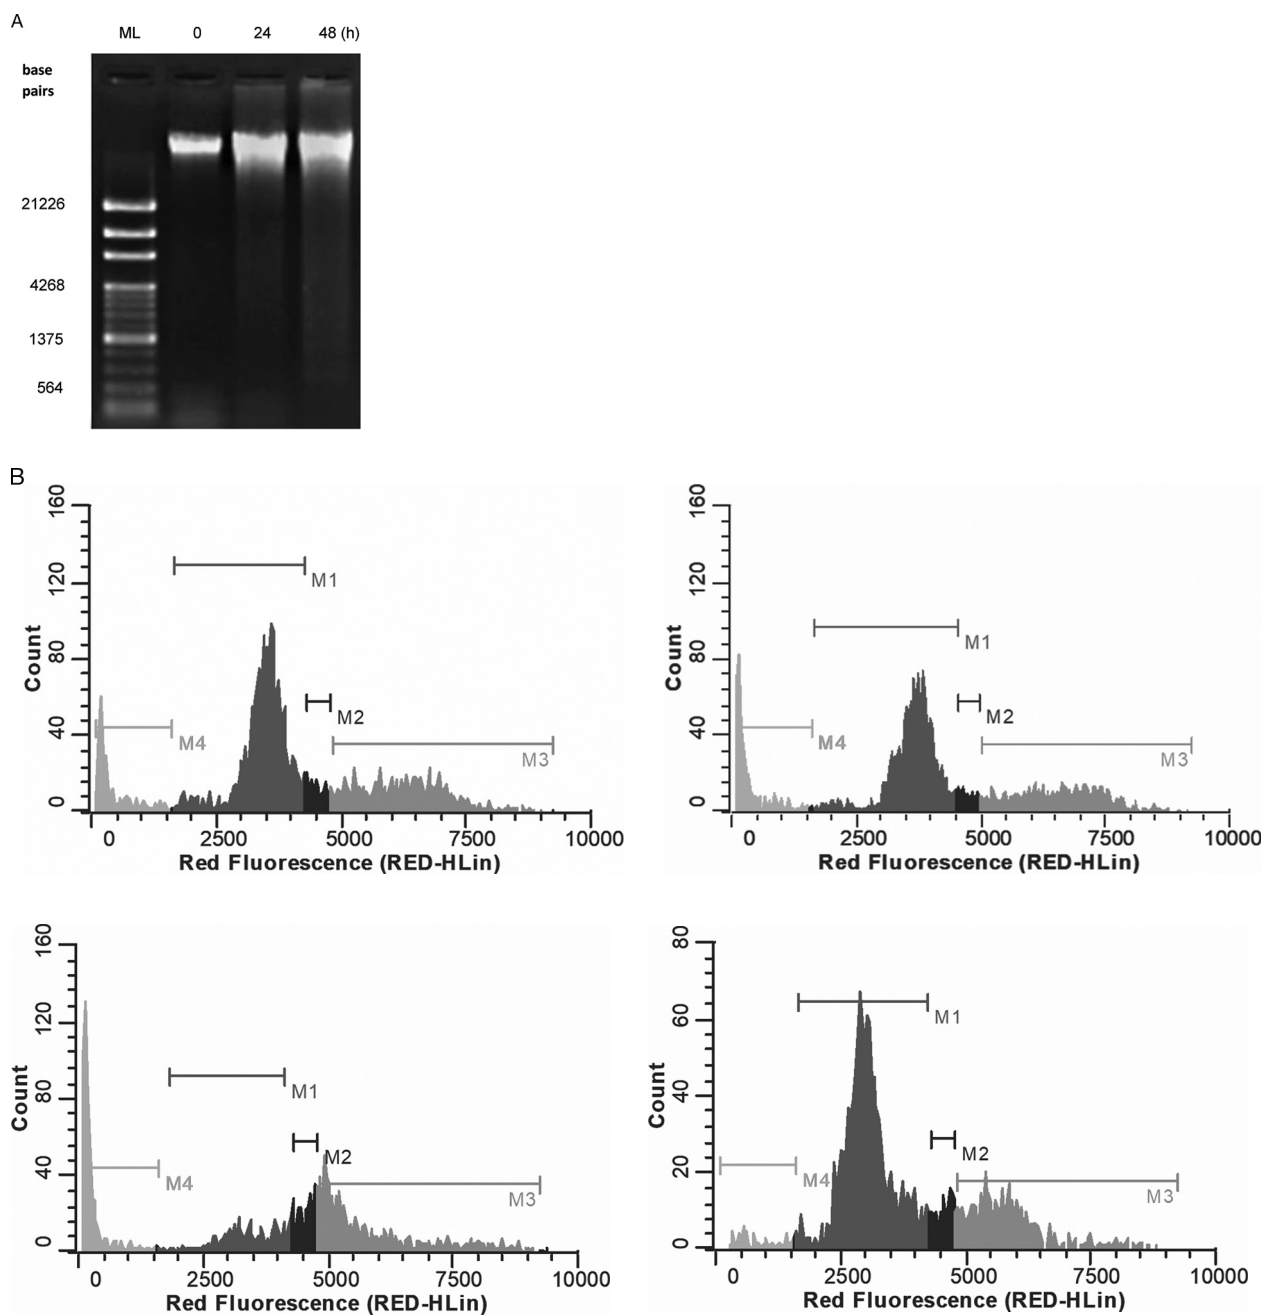 A
ML 0 24 48 (h)
base
pairs
21226
4268
1375
564
B
160
120
80
40
0
Count
M1
M2
M3
M4
0 2500 5000 7500 10000
Red Fluorescence (RED-HLin)
160
120
80
40
0
Count
M1
M2
M3
M4
0 2500 5000 7500 10000
Red Fluorescence (RED-HLin)
160
120
80
40
0
Count
M1
M2
M3
M4
0 2500 5000 7500 10000
Red Fluorescence (RED-HLin)
80
60
40
20
0
Count
M1
M2
M3
M4
0 2500 5000 7500 10000
Red Fluorescence (RED-HLin)